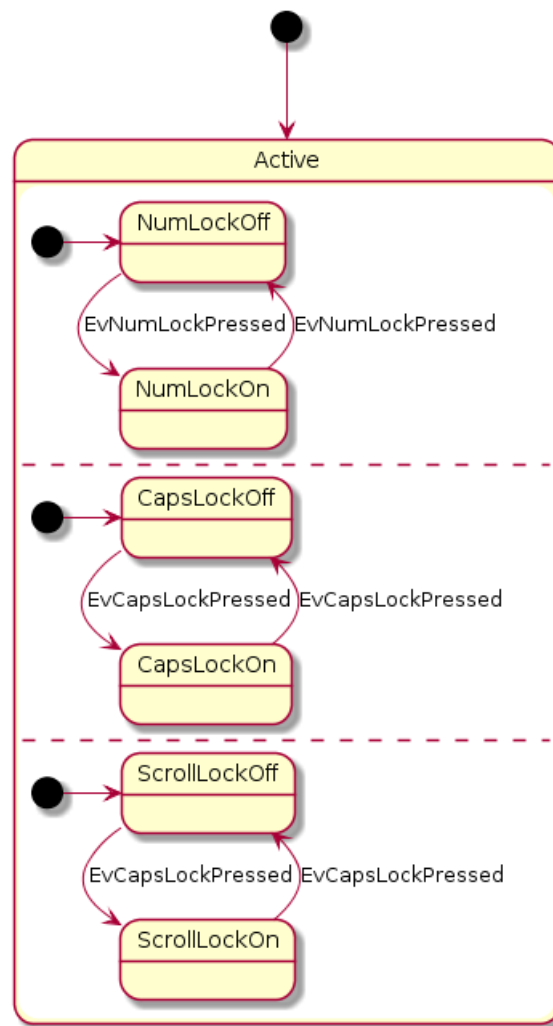 Active
NumLockOff
EvNumLockPressed EvNumLockPressed
NumLockOn
CapsLockOff
EvCapsLockPressed EvCapsLockPressed
CapsLockOn
ScrollLockOff
EvCapsLockPressed EvCapsLockPressed
ScrollLockOn